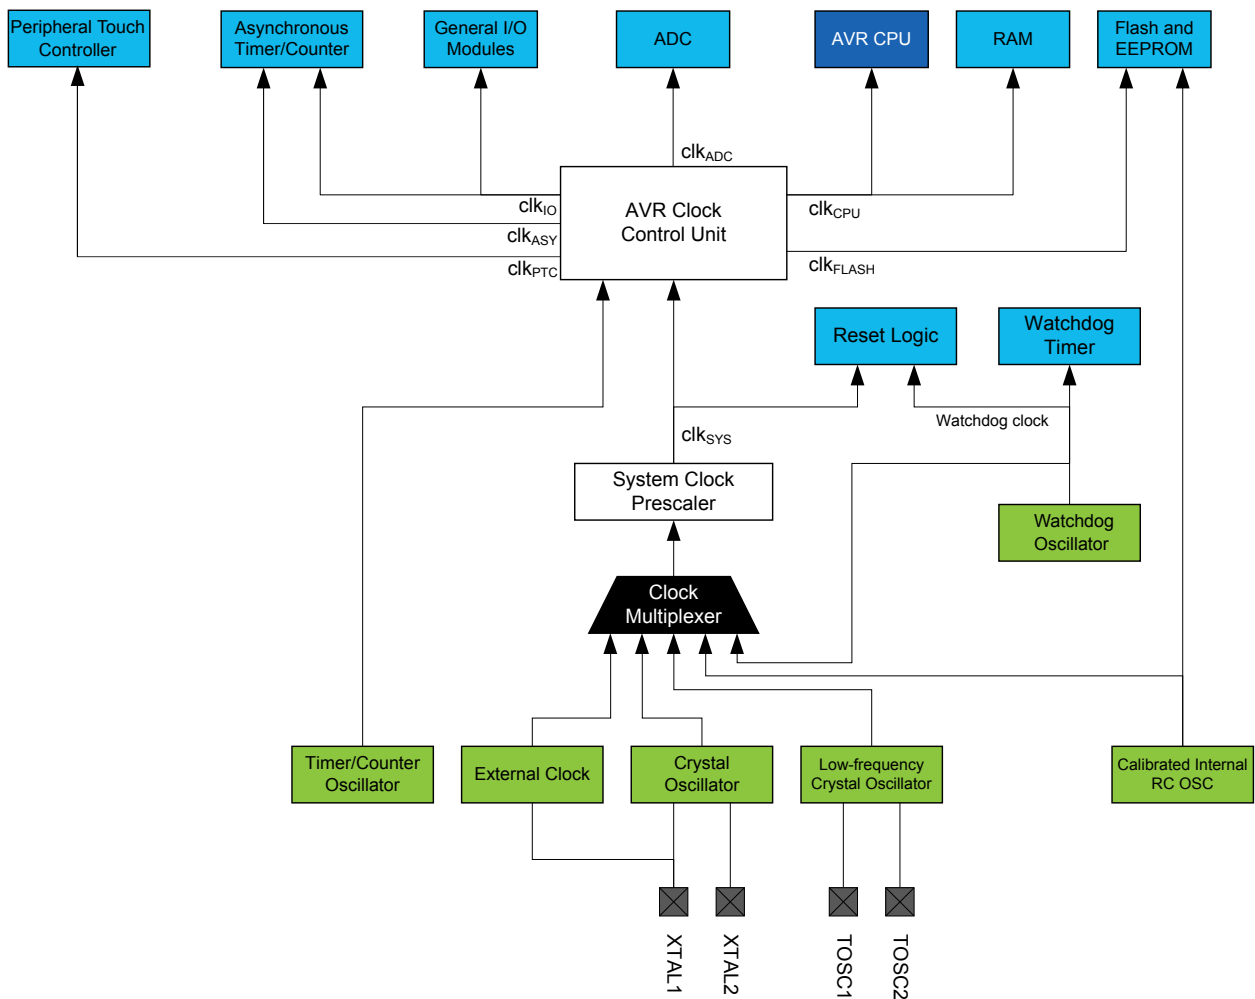 Peripheral Touch
Controller
Asynchronous
Timer/Counter
General I/O
Modules
ADC
AVR CPU
RAM
Flash and
EEPROM
clkADC
clkIO
clkASY
clkPTC
AVR Clock
Control Unit
clkCPU
clkFLASH
Reset Logic
Watchdog
Timer
Watchdog clock
clkSYS
System Clock
Prescaler
Watchdog
Oscillator
Clock
Multiplexer
Timer/Counter
Oscillator
External Clock
Crystal
Oscillator
Low-frequency
Crystal Oscillator
Calibrated Internal
RC OSC
XTAL1
XTAL2
TOSC1
TOSC2